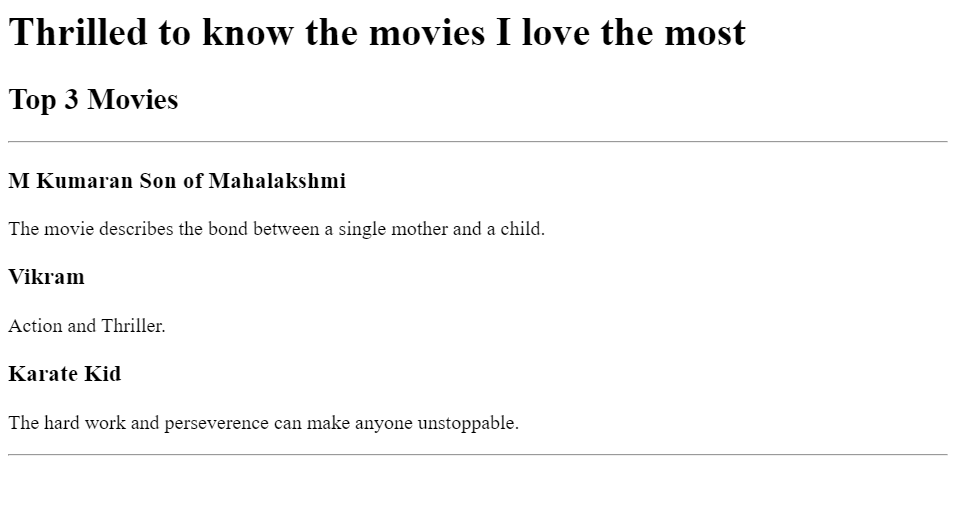 Thrilled to know the movies I love the most
Top 3 Movies
M Kumaran Son of Mahalakshmi
The movie describes the bond between a single mother and a child.
Vikram
Action and Thriller.
Karate Kid
The hard work and perseverence can make anyone unstoppable.